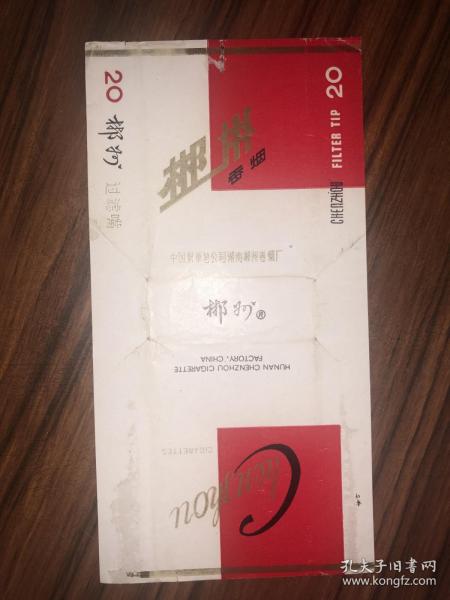 20 郴州 过滤嘴
郴州
香烟
CHENZHOU FILTER TIP 20
中国烟草总公司湖南郴州卷烟厂
郴州®
HUNAN CHENZHOU CIGARETTE
FACTORY, CHINA
CIGARETTES
Chenzhou
孔夫子旧书网
www.kongfz.com